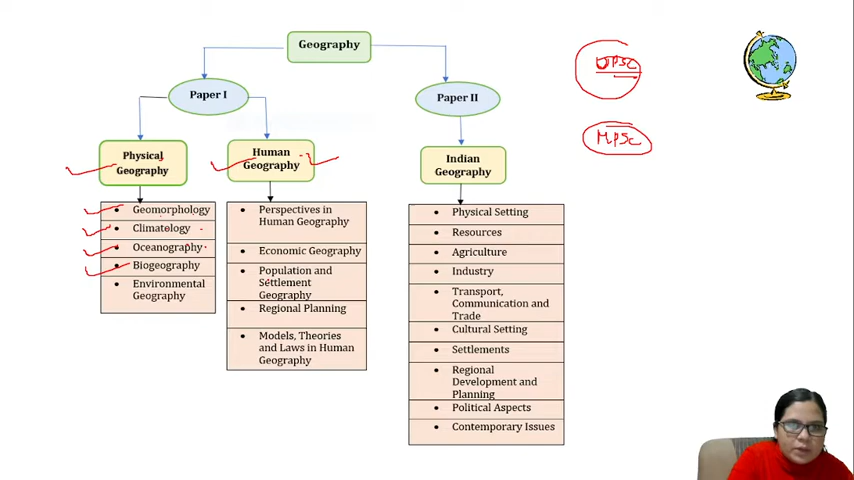 Geography
Paper I
Paper II
UPSC
MPSC
Physical
Geography
Human
Geography
Indian
Geography
• Geomorphology
• Climatology
• Oceanography
• Biogeography
• Environmental
Geography
• Perspectives in
Human Geography
• Economic Geography
• Population and
Settlement
Geography
• Regional Planning
• Models, Theories
and Laws in Human
Geography
• Physical Setting
• Resources
• Agriculture
• Industry
• Transport,
Communication and
Trade
• Cultural Setting
• Settlements
• Regional
Development and
Planning
• Political Aspects
• Contemporary Issues